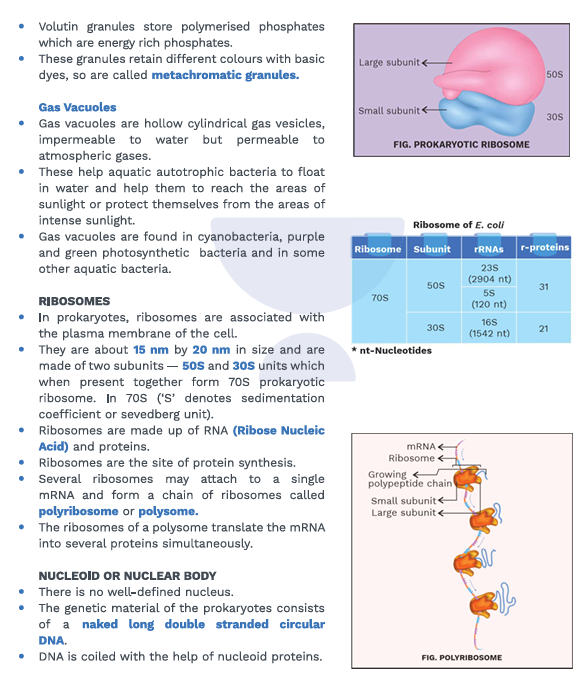 • Volutin granules store polymerised phosphates
which are energy rich phosphates.
• These granules retain different colours with basic
dyes, so are called metachromatic granules.
Gas Vacuoles
• Gas vacuoles are hollow cylindrical gas vesicles,
impermeable to water but permeable to
atmospheric gases.
• These help aquatic autotrophic bacteria to float
in water and help them to reach the areas of
sunlight or protect themselves from the areas of
intense sunlight.
• Gas vacuoles are found in cyanobacteria, purple
and green photosynthetic bacteria and in some
other aquatic bacteria.
RIBOSOMES
• In prokaryotes, ribosomes are associated with
the plasma membrane of the cell.
• They are about 15 nm by 20 nm in size and are
made of two subunits — 50S and 30S units which
when present together form 70S prokaryotic
ribosome. In 70S ('S' denotes sedimentation
coefficient or sevedberg unit).
• Ribosomes are made up of RNA (Ribose Nucleic
Acid) and proteins.
• Ribosomes are the site of protein synthesis.
• Several ribosomes may attach to a single
mRNA and form a chain of ribosomes called
polyribosome or polysome.
• The ribosomes of a polysome translate the mRNA
into several proteins simultaneously.
NUCLEOID OR NUCLEAR BODY
• There is no well-defined nucleus.
• The genetic material of the prokaryotes consists
of a naked long double stranded circular
DNA.
• DNA is coiled with the help of nucleoid proteins.
Large subunit
50S
Small subunit
30S
FIG. PROKARYOTIC RIBOSOME
Ribosome of E. coli
Ribosome Subunit rRNAs r-proteins
70S
50S
23S
(2904 nt)
5S
(120 nt)
31
30S
16S
(1542 nt)
21
* nt-Nucleotides
mRNA
Ribosome
Growing
polypeptide chain
Small subunit
Large subunit
FIG. POLYRIBOSOME